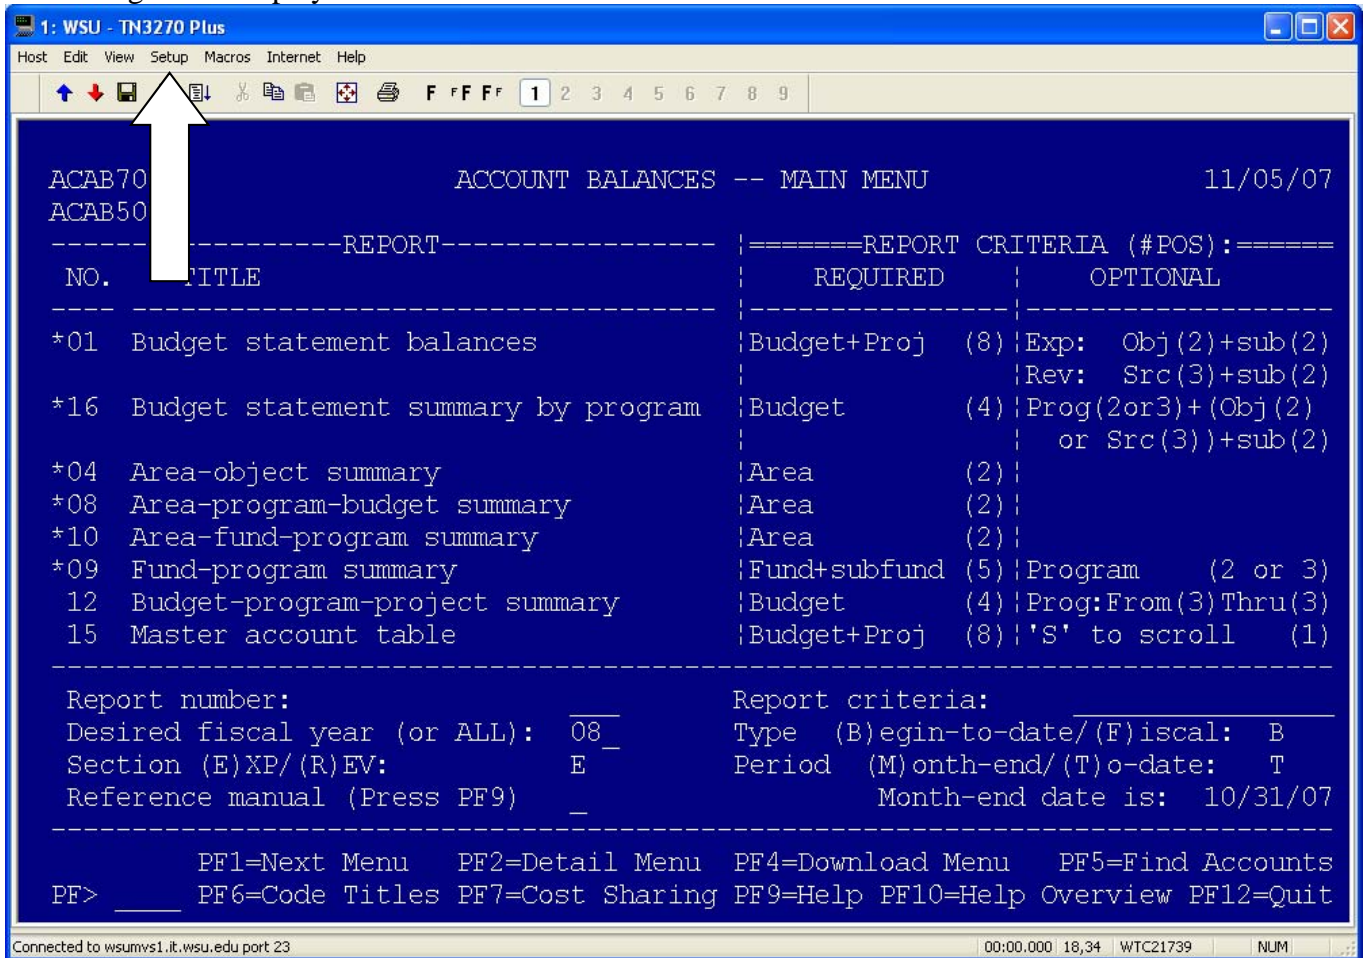 1: WSU - TN3270 Plus
Host Edit View Setup Macros Internet Help
F FF FF 1 2 3 4 5 6 7 8 9
ACAB70 ACCOUNT BALANCES -- MAIN MENU 11/05/07
ACAB50
REPORT---------------- ¦=======REPORT CRITERIA (#POS):======
NO. TITLE ¦ REQUIRED ¦ OPTIONAL
*01 Budget statement balances ¦Budget+Proj (8)¦Exp: Obj(2)+sub(2)
¦ ¦Rev: Src(3)+sub(2)
*16 Budget statement summary by program ¦Budget (4)¦Prog(2or3)+(Obj(2)
¦ ¦ or Src(3))+sub(2)
*04 Area-object summary ¦Area (2)¦
*08 Area-program-budget summary ¦Area (2)¦
*10 Area-fund-program summary ¦Area (2)¦
*09 Fund-program summary ¦Fund+subfund (5)¦Program (2 or 3)
12 Budget-program-project summary ¦Budget (4)¦Prog:From(3)Thru(3)
15 Master account table ¦Budget+Proj (8)¦'S' to scroll (1)
Report number: ___ Report criteria: ________________
Desired fiscal year (or ALL): 08_ Type (B)egin-to-date/(F)iscal: B
Section (E)XP/(R)EV: E Period (M)onth-end/(T)o-date: T
Reference manual (Press PF9) _ Month-end date is: 10/31/07
PF1=Next Menu PF2=Detail Menu PF4=Download Menu PF5=Find Accounts
PF> ____ PF6=Code Titles PF7=Cost Sharing PF9=Help PF10=Help Overview PF12=Quit
Connected to wsumvs1.it.wsu.edu port 23 00:00.000 18,34 WTC21739 NUM